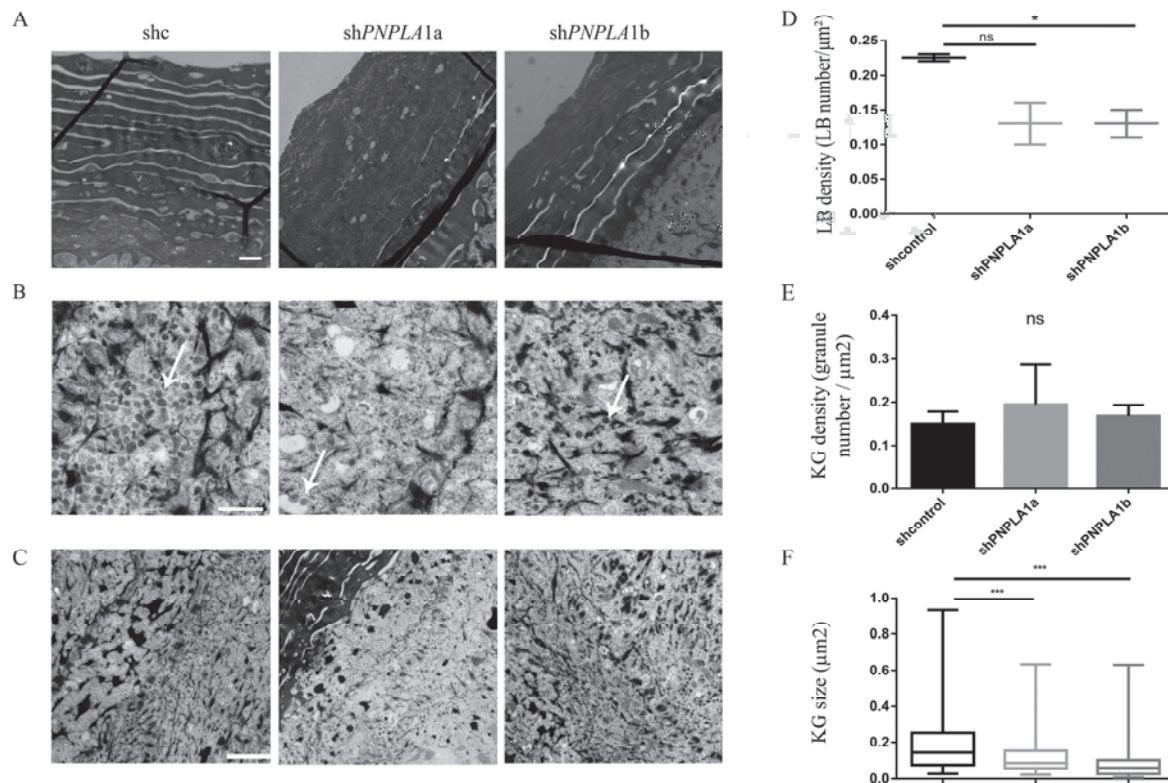 A
shc
shPNPLA1a
shPNPLA1b
B
C
D
LB density (LB number/µm²)
0.25
0.20
0.15
0.10
0.05
0.00
*
ns
shcontrol
shPNPLA1a
shPNPLA1b
E
KG density (granule
number / µm2)
0.4
0.3
0.2
0.1
0.0
ns
shcontrol
shPNPLA1a
shPNPLA1b
F
KG size (µm2)
1.0
0.8
0.6
0.4
0.2
0.0
***
***